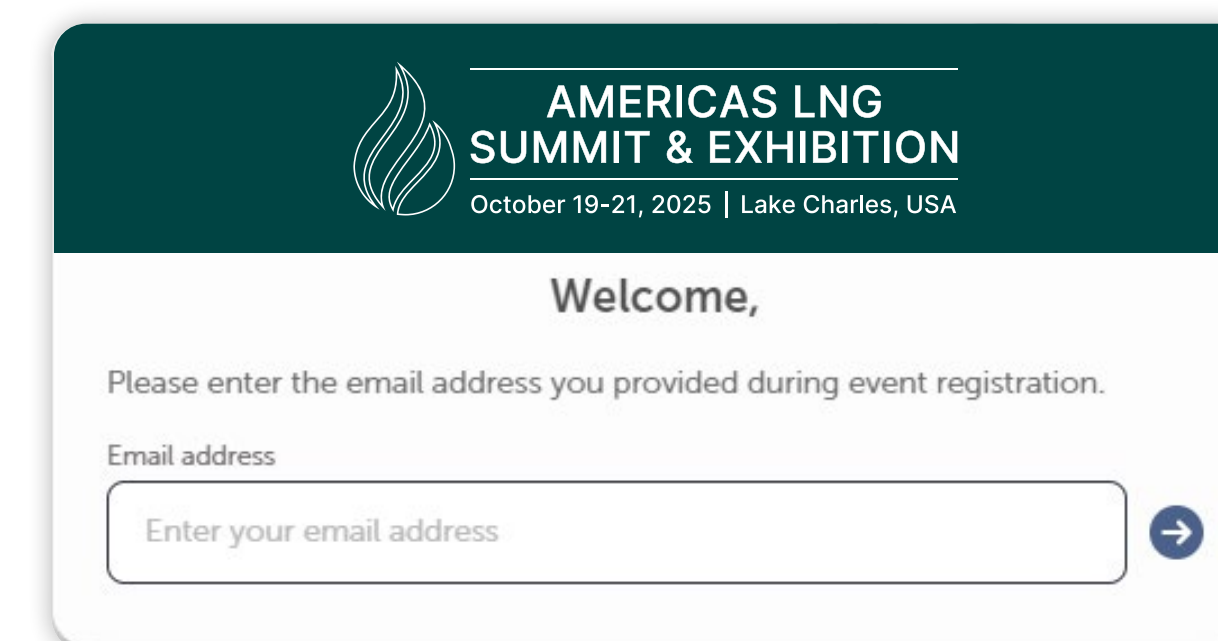 AMERICAS LNG
SUMMIT & EXHIBITION
October 19-21, 2025 | Lake Charles, USA
Welcome,
Please enter the email address you provided during event registration.
Email address
Enter your email address